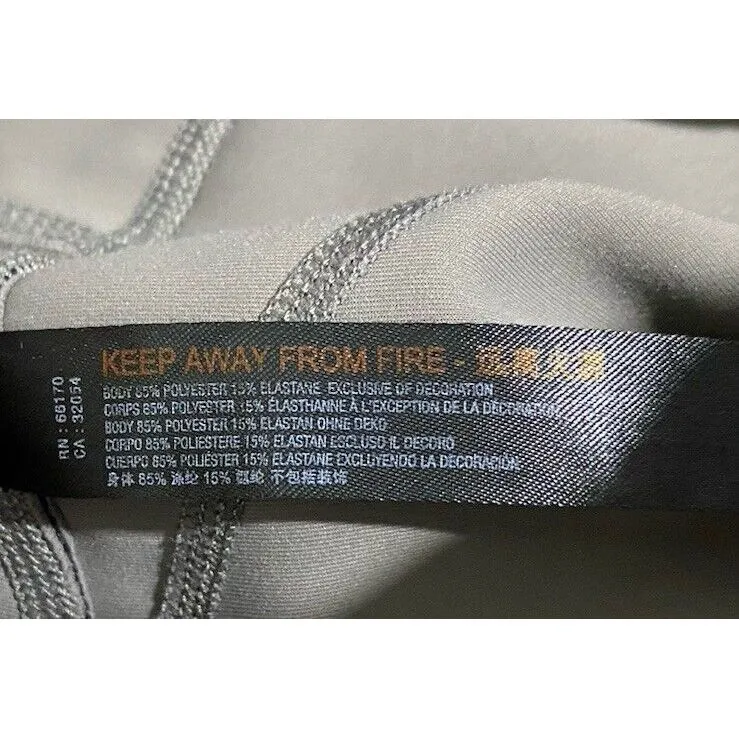 KEEP AWAY FROM FIRE - 远离火源
BODY 85% POLYESTER 15% ELASTANE EXCLUSIVE OF DECORATION
CORPS 85% POLYESTER 15% ÉLASTHANNE À L'EXCEPTION DE LA DÉCORATION
BODY 85% POLYESTER 15% ELASTAN OHNE DEKO
CORPO 85% POLIESTERE 15% ELASTAN ESCLUSO IL DECORO
CUERPO 85% POLIÉSTER 15% ELASTANE EXCLUYENDO LA DECORACIÓN
身体 85% 涤纶 15% 氨纶 不包括装饰
RN : 66170
CA : 32054